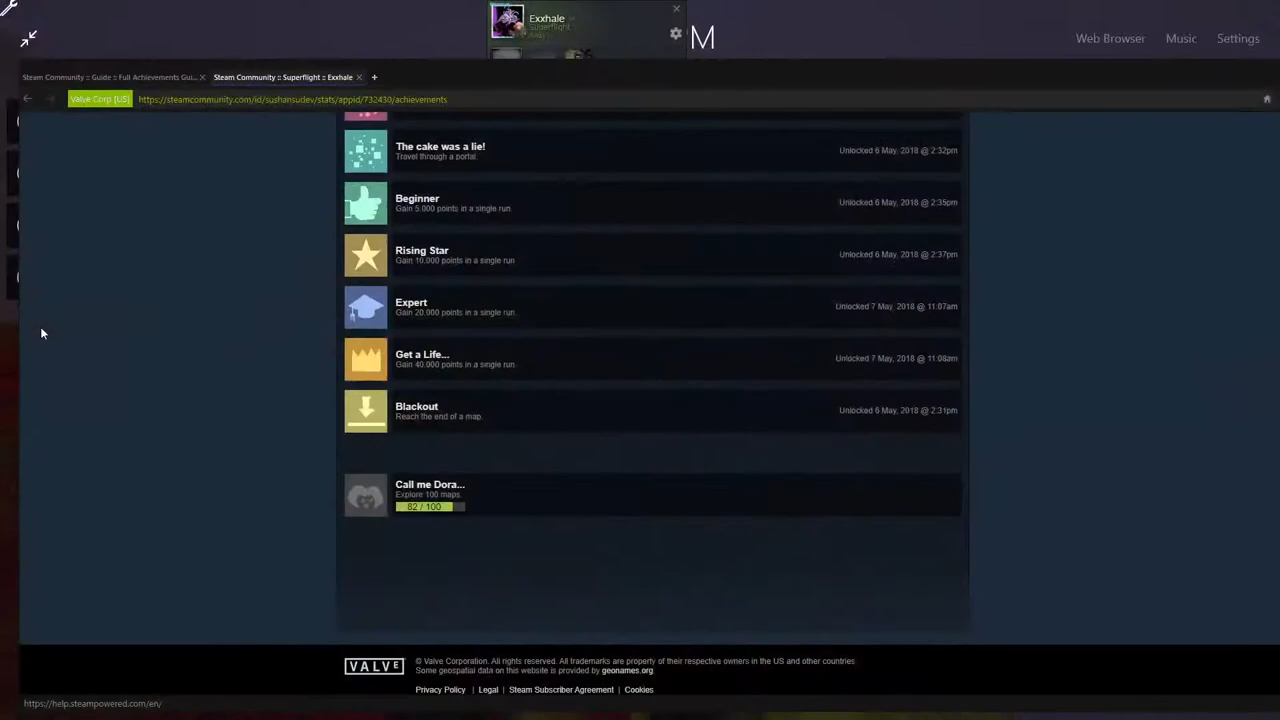 Exxhale
Superflight
M
Web Browser Music Settings
Steam Community :: Guide :: Full Achievements Gui...
Steam Community :: Superflight :: Exxhale
Valve Corp [US]
https://steamcommunity.com/id/sushansudev/stats/appid/732430/achievements
The cake was a lie!
Travel through a portal.
Unlocked 6 May, 2018 @ 2:32pm
Beginner
Gain 5.000 points in a single run.
Unlocked 6 May, 2018 @ 2:35pm
Rising Star
Gain 10.000 points in a single run
Unlocked 6 May, 2018 @ 2:37pm
Expert
Gain 20.000 points in a single run.
Unlocked 7 May, 2018 @ 11:07am
Get a Life...
Gain 40.000 points in a single run.
Unlocked 7 May, 2018 @ 11:08am
Blackout
Reach the end of a map.
Unlocked 6 May, 2018 @ 2:31pm
Call me Dora...
Explore 100 maps.
82 / 100
VALVE
© Valve Corporation. All rights reserved. All trademarks are property of their respective owners in the US and other countries
Some geospatial data on this website is provided by geonames.org.
Privacy Policy | Legal | Steam Subscriber Agreement | Cookies
https://help.steampowered.com/en/